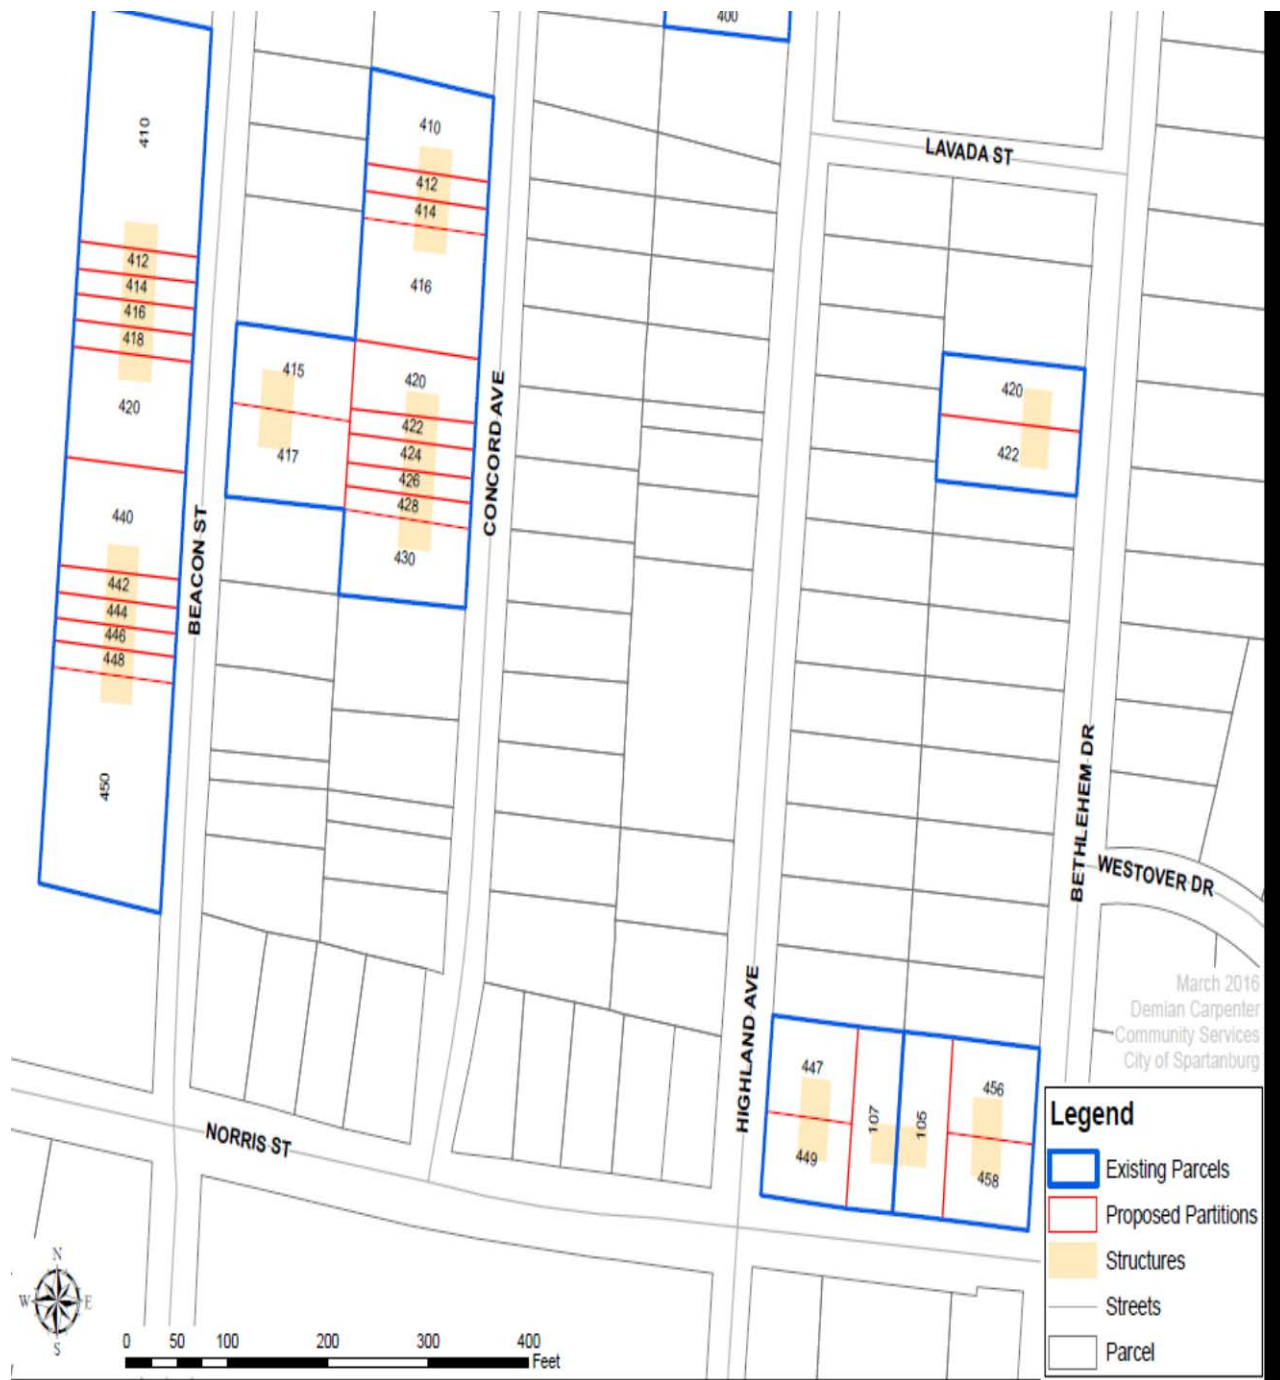 400
410
410
412
414
416
LAVADA ST
412
414
416
418
420
415
417
420
422
424
426
428
430
420
422
CONCORD AVE
440
442
444
446
448
450
BEACON ST
BETHLEHEM DR
WESTOVER DR
HIGHLAND AVE
March 2016
Demian Carpenter
Community Services
City of Spartanburg
447
449
107
105
456
458
NORRIS ST
Legend
Existing Parcels
Proposed Partitions
Structures
Streets
Parcel
N
W E
S
0 50 100 200 300 400
Feet